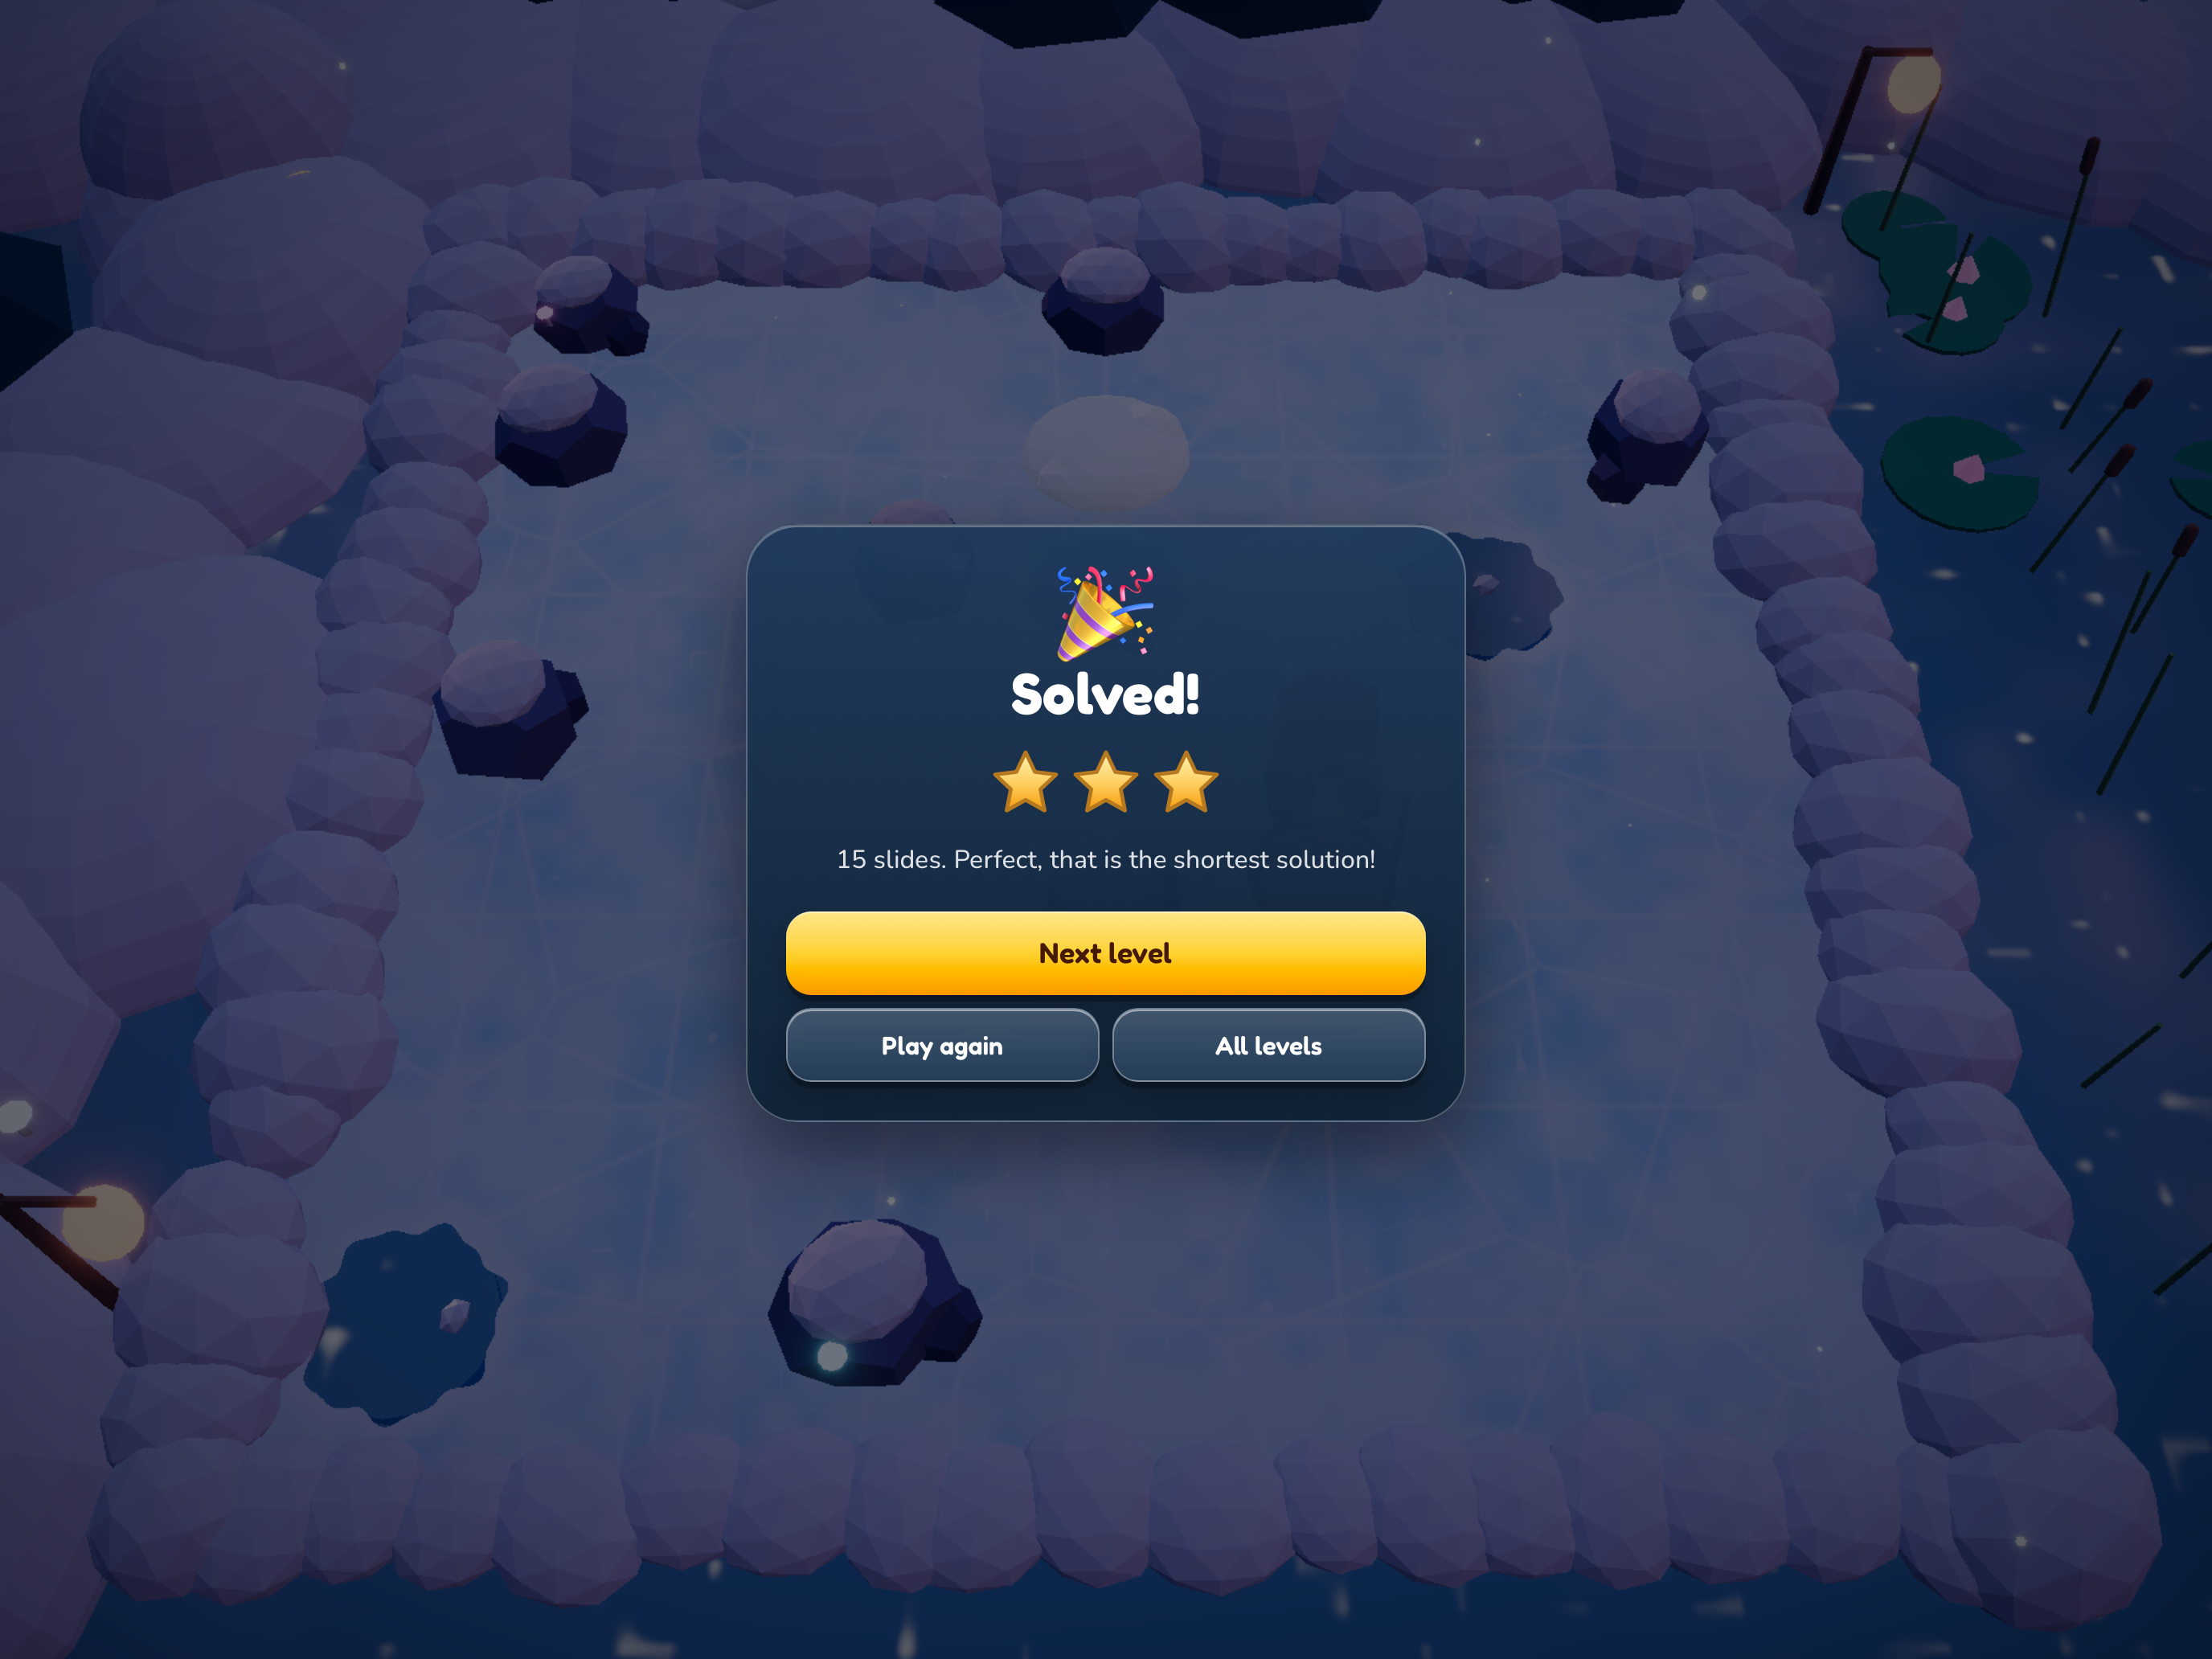 Solved!
15 slides. Perfect, that is the shortest solution!
Next level
Play again
All levels